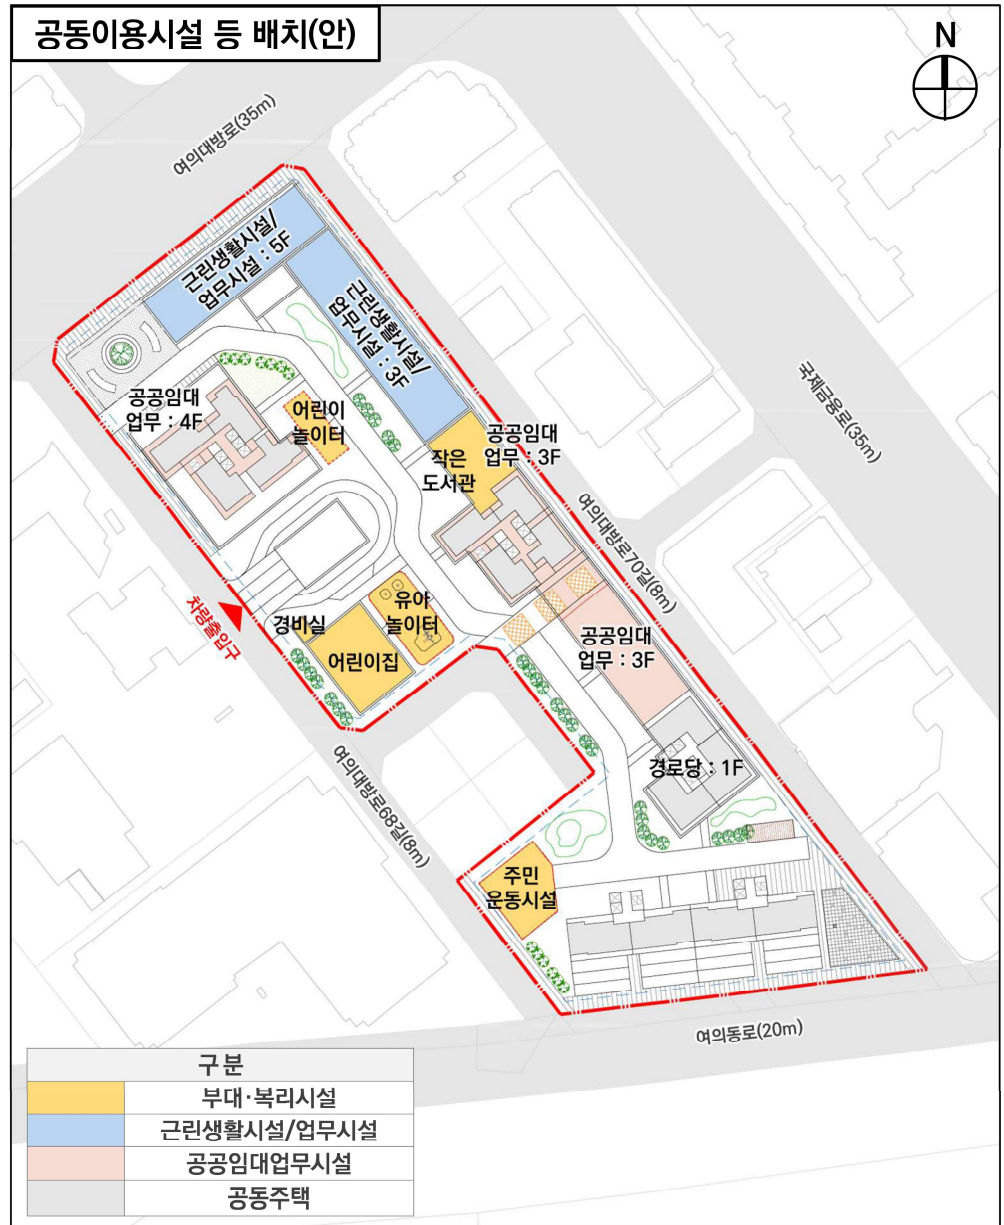 공동이용시설 등 배치(안)
N
여의대방로(35m)
근린생활시설/
업무시설 : 5F
근린생활시설/
업무시설 : 3F
국제금융로(35m)
공공임대
업무 : 4F
어린이
놀이터
공공임대
업무 : 3F
작은
도서관
여의대방로70길(8m)
차량출입구
경비실
유아
놀이터
어린이집
공공임대
업무 : 3F
여의대방로68길(8m)
경로당 : 1F
주민
운동시설
여의동로(20m)
구분
부대·복리시설
근린생활시설/업무시설
공공임대업무시설
공동주택